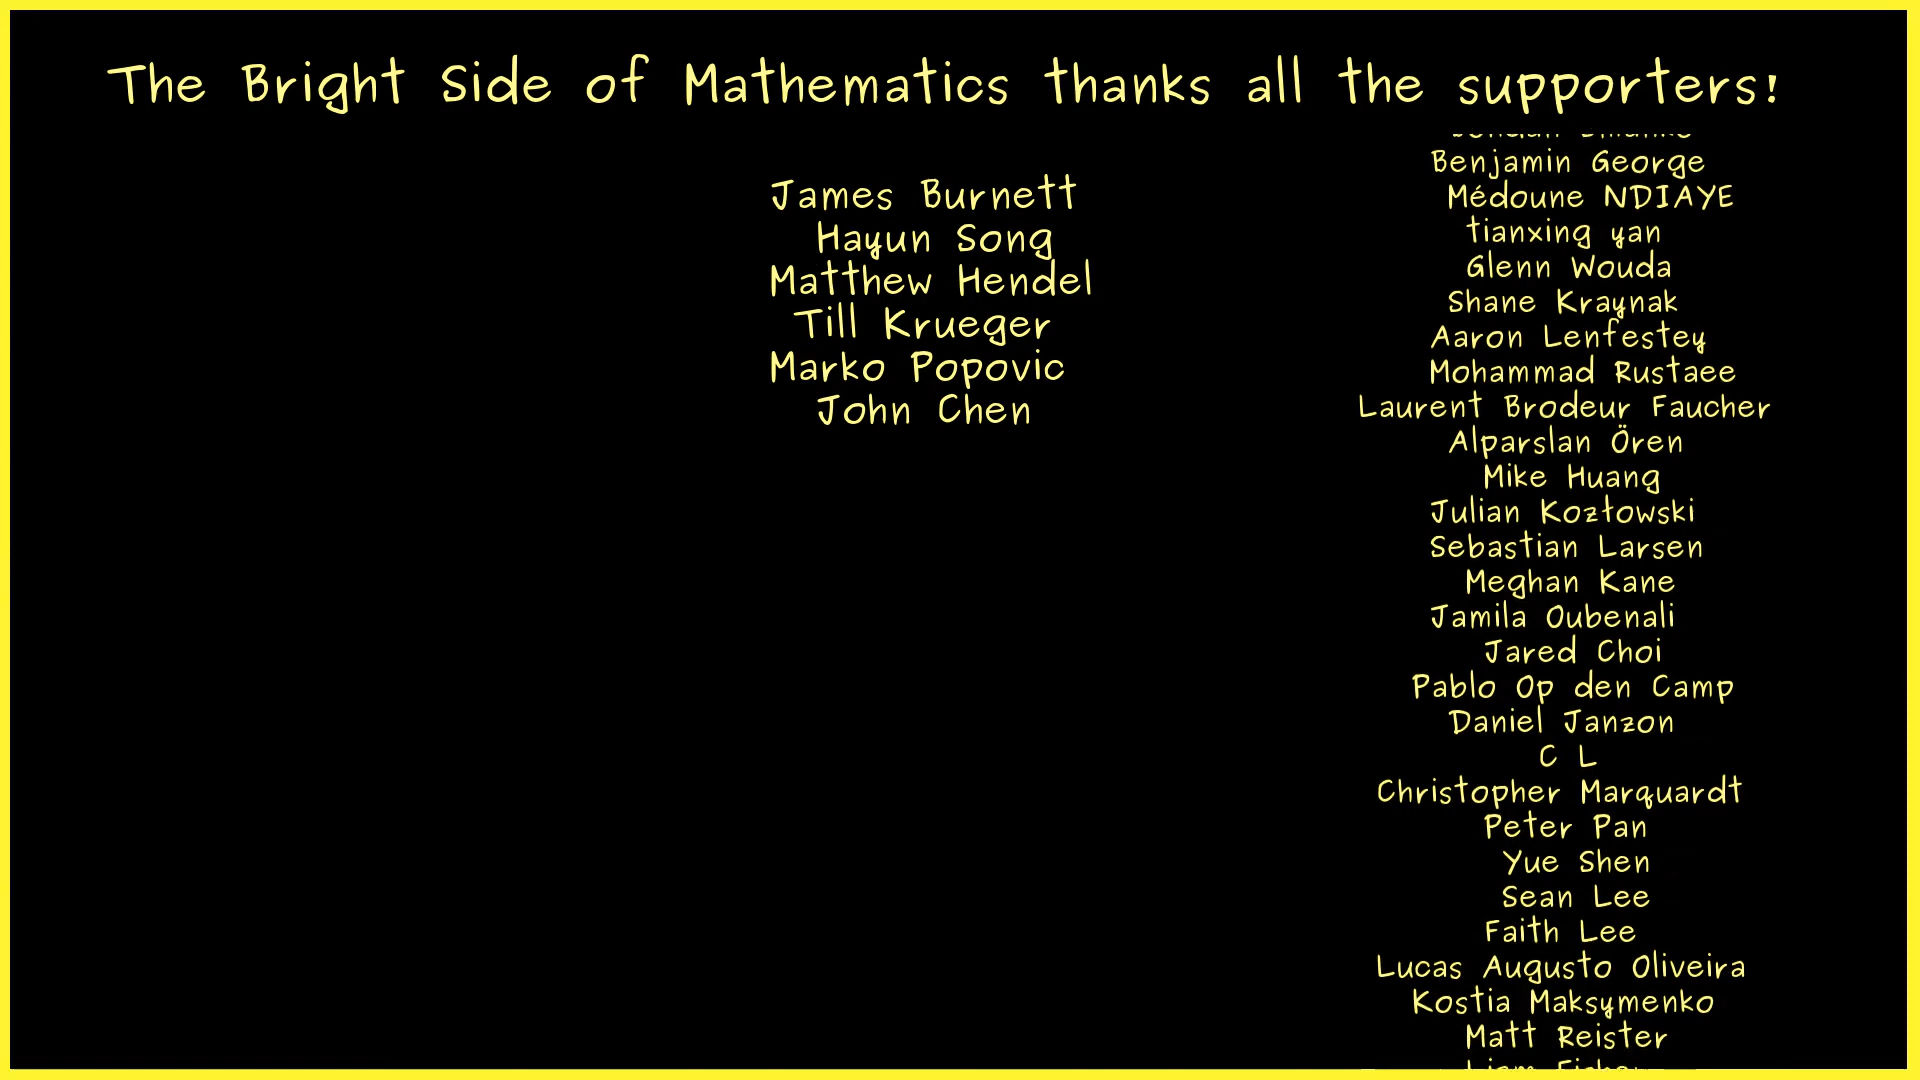 The Bright Side of Mathematics thanks all the supporters!
James Burnett
Hayun Song
Matthew Hendel
Till Krueger
Marko Popovic
John Chen
Benjamin George
Médoune NDIAYE
tianxing yan
Glenn Wouda
Shane Kraynak
Aaron Lenfestey
Mohammad Rustaee
Laurent Brodeur Faucher
Alparslan Ören
Mike Huang
Julian Kozłowski
Sebastian Larsen
Meghan Kane
Jamila Oubenali
Jared Choi
Pablo Op den Camp
Daniel Janzon
C L
Christopher Marquardt
Peter Pan
Yue Shen
Sean Lee
Faith Lee
Lucas Augusto Oliveira
Kostia Maksymenko
Matt Reister